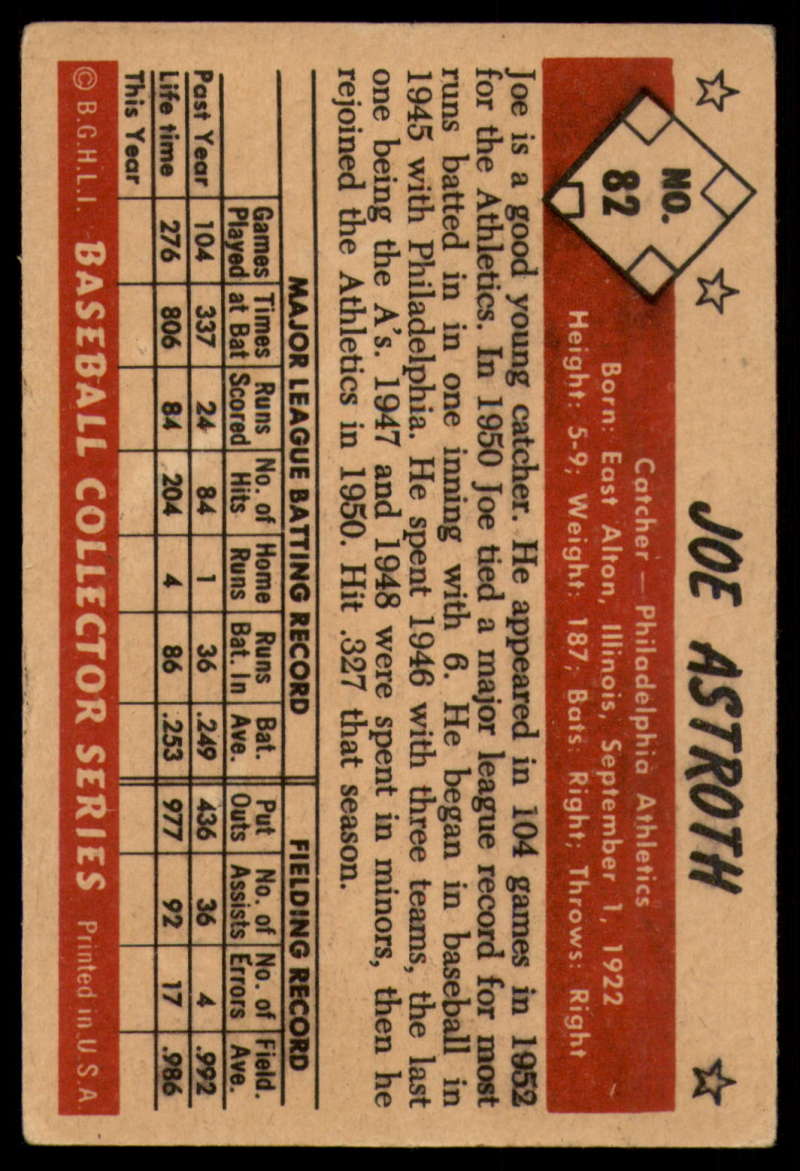 JOE ASTROTH
NO.
82
Catcher — Philadelphia Athletics
Born: East Alton, Illinois, September 1, 1922
Height: 5-9; Weight: 187; Bats: Right; Throws: Right
Joe is a good young catcher. He appeared in 104 games in 1952
for the Athletics. In 1950 Joe tied a major league record for most
runs batted in in one inning with 6. He began in baseball in
1945 with Philadelphia. He spent 1946 with three teams, the last
one being the A's. 1947 and 1948 were spent in minors, then he
rejoined the Athletics in 1950. Hit .327 that season.
MAJOR LEAGUE BATTING RECORD FIELDING RECORD
Games Times Runs No. of Home Runs Bat. Put No. of No. of Field.
Played at Bat Scored Hits Runs Bat. In Ave. Outs Assists Errors Ave.
Past Year 104 337 24 84 1 36 .249 436 36 4 .992
Life time 276 806 84 204 4 86 .253 977 92 17 .986
This Year
© B.G.H.L.I. BASEBALL COLLECTOR SERIES Printed in U.S.A.